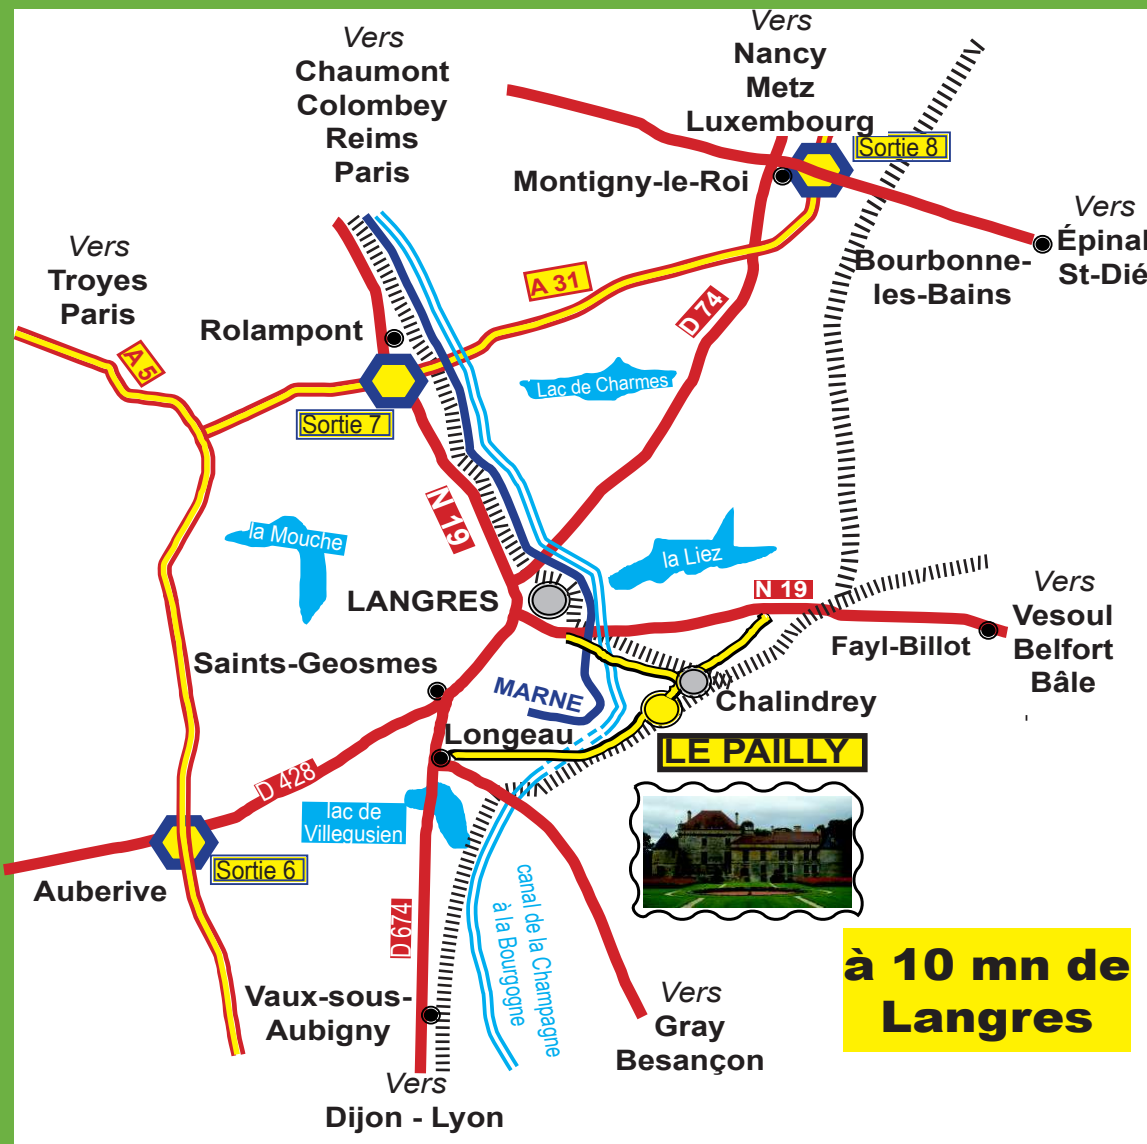 Vers
Chaumont
Colombey
Reims
Paris
Vers
Nancy
Metz
Luxembourg
Sortie 8
Montigny-le-Roi
Vers
Épinal
St-Dié
Bourbonne-
les-Bains
Vers
Troyes
Paris
A 5
Rolampont
A 31
D 74
Lac de Charmes
Sortie 7
N 19
la Mouche
la Liez
LANGRES
N 19
Vers
Vesoul
Belfort
Bâle
Fayl-Billot
Saints-Geosmes
MARNE
Chalindrey
Longeau
LE PAILLY
D 428
lac de
Villegusien
Sortie 6
Auberive
D 674
canal de la Champagne
à la Bourgogne
Vaux-sous-
Aubigny
Vers
Gray
Besançon
à 10 mn de
Langres
Vers
Dijon - Lyon